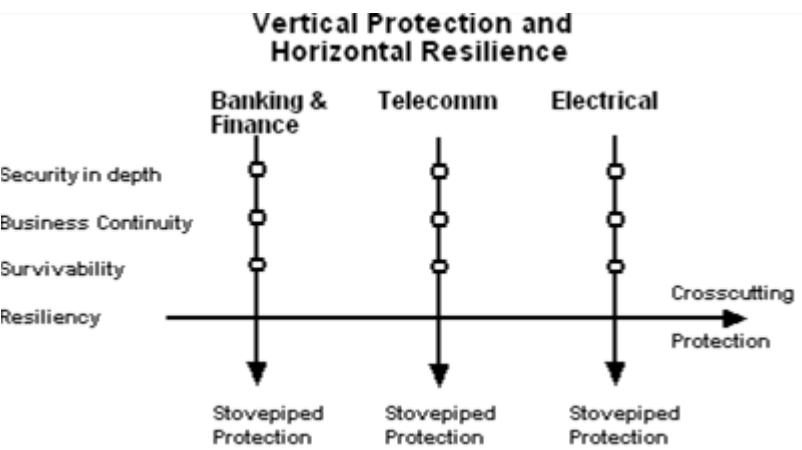 Vertical Protection and
Horizontal Resilience
Banking &
Finance
Telecomm
Electrical
Security in depth
Business Continuity
Survivability
Resiliency
Crosscutting
Protection
Stovepiped
Protection
Stovepiped
Protection
Stovepiped
Protection